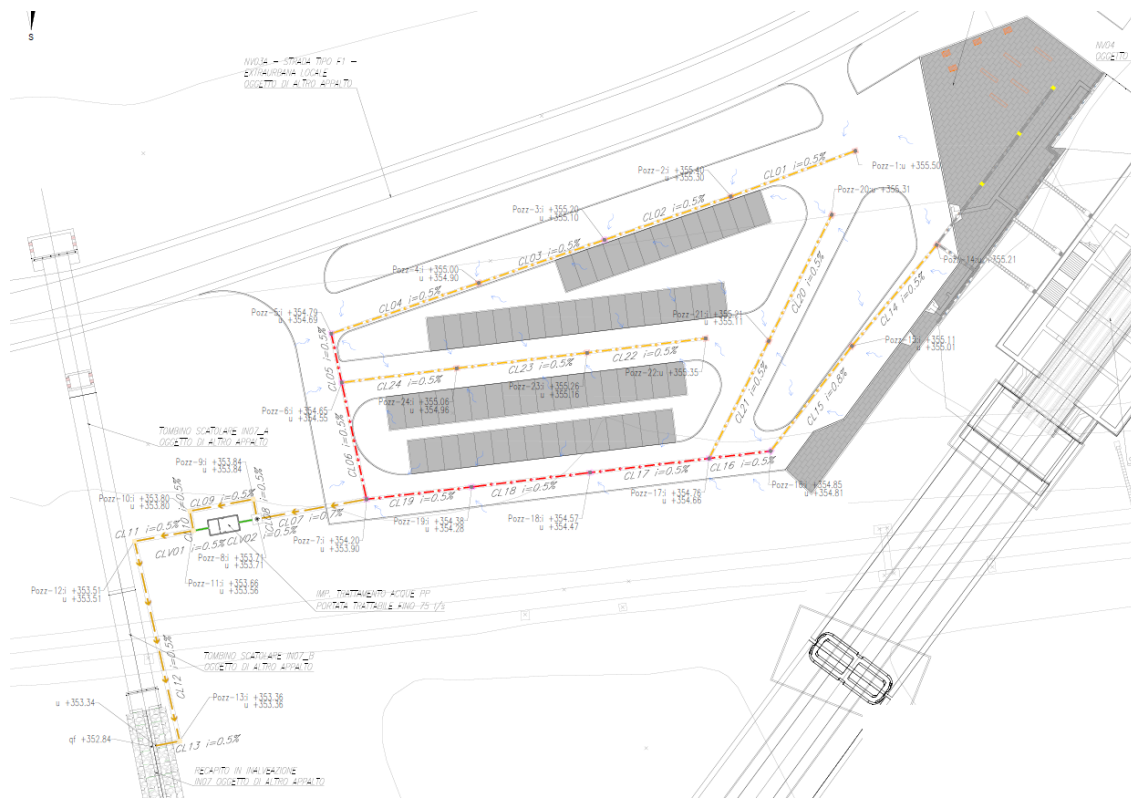 S
NV03A - STRADA TIPO F1 -
EXTRAURBANA LOCALE
OGGETTO DI ALTRO APPALTO
NV04
OGGETTO
Pozz-1:u +355.50
CL01 i=0.5%
Pozz-2:i +355.40
u +355.30
CL02 i=0.5%
Pozz-3:i +355.20
u +355.10
CL03 i=0.5%
Pozz-4:i +355.00
u +354.90
CL04 i=0.5%
Pozz-5:i +354.79
u +354.69
CL05 i=0.5%
Pozz-20:u +355.31
CL20 i=0.5%
Pozz-14:u +355.21
CL14 i=0.5%
Pozz-21:i +355.21
u +355.11
+355.11
u +355.01
CL15 i=0.8%
CL21 i=0.5%
CL22 i=0.5%
Pozz-22:u +355.35
CL23 i=0.5%
Pozz-23:i +355.26
u +355.16
CL24 i=0.5%
Pozz-24:i +355.06
u +354.96
Pozz-6:i +354.65
u +354.55
CL06 i=0.5%
TOMBINO SCATOLARE IN07_A
OGGETTO DI ALTRO APPALTO
CL16 i=0.5%
Pozz-16:i +354.85
u +354.81
CL17 i=0.5%
Pozz-17:i +354.76
u +354.66
CL18 i=0.5%
Pozz-18:i +354.57
u +354.47
CL19 i=0.5%
Pozz-19:i +354.38
u +354.28
Pozz-7:i +354.20
u +353.90
CL07 i=0.7%
CL08 i=0.5%
Pozz-9:i +353.84
u +353.84
CL09 i=0.5%
Pozz-10:i +353.80
u +353.80
CL10 i=0.5%
CL11 i=0.5%
CLV01 i=0.5%
CLV02 i=0.5%
Pozz-8:i +353.71
u +353.71
Pozz-11:i +353.66
u +353.56
Pozz-12:i +353.51
u +353.51
IMP. TRATTAMENTO ACQUE PP
PORTATA TRATTABILE FINO 75 l/s
TOMBINO SCATOLARE IN07_B
OGGETTO DI ALTRO APPALTO
CL12 i=0.5%
Pozz-13:i +353.36
u +353.36
u +353.34
qf +352.84
CL13 i=0.5%
RECAPITO IN INALVEAZIONE
IN07 OGGETTO DI ALTRO APPALTO